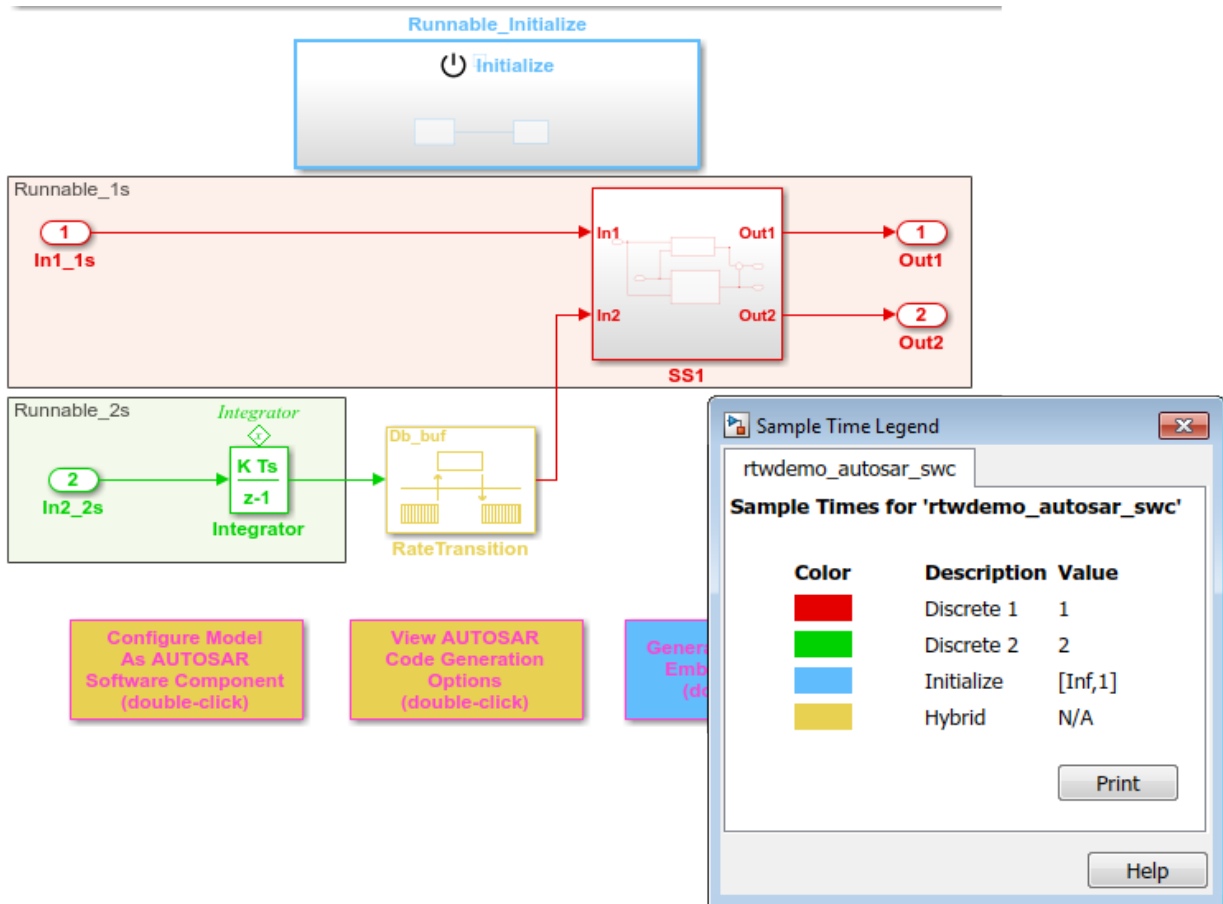 Runnable_Initialize
Initialize
Runnable_1s
1
In1_1s
In1
In2
Out1
Out2
SS1
1
Out1
2
Out2
Runnable_2s
Integrator
x
2
In2_2s
K Ts
z-1
Integrator
Db_buf
RateTransition
Configure Model
As AUTOSAR
Software Component
(double-click)
View AUTOSAR
Code Generation
Options
(double-click)
Sample Time Legend
rtwdemo_autosar_swc
Sample Times for 'rtwdemo_autosar_swc'
Color Description Value
Discrete 1 1
Discrete 2 2
Initialize [Inf,1]
Hybrid N/A
Print
Help